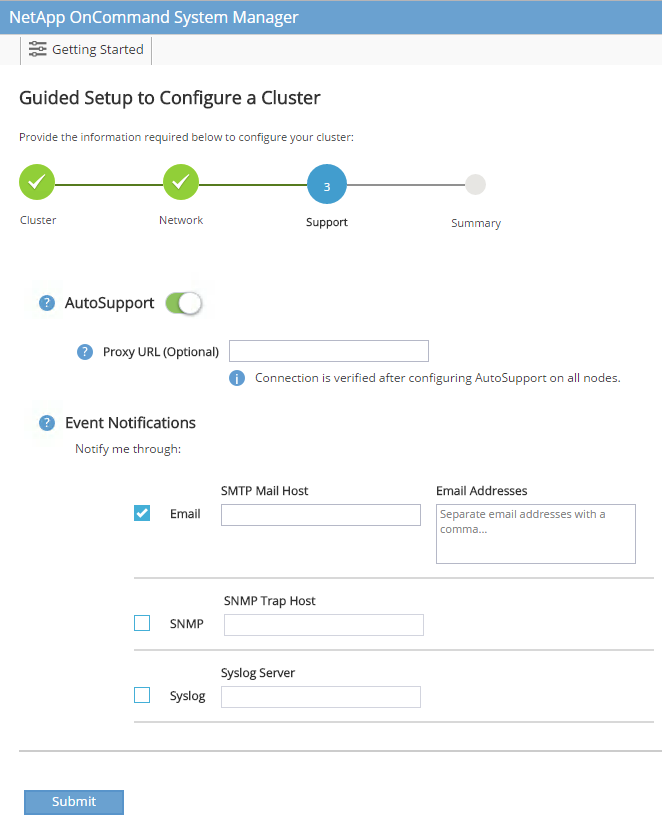 NetApp OnCommand System Manager
Getting Started
Guided Setup to Configure a Cluster
Provide the information required below to configure your cluster:
3
Cluster
Network
Support
Summary
? AutoSupport
? Proxy URL (Optional)
i Connection is verified after configuring AutoSupport on all nodes.
? Event Notifications
Notify me through:
SMTP Mail Host
Email Addresses
Email
Separate email addresses with a
comma...
SNMP Trap Host
SNMP
Syslog Server
Syslog
Submit